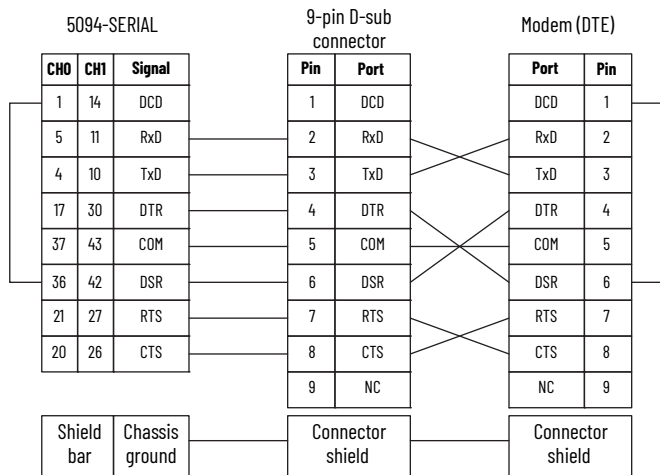 5094-SERIAL
9-pin D-sub
connector
Modem (DTE)
CH0 CH1 Signal
Pin Port
Port Pin
1 14 DCD
1 DCD
DCD 1
5 11 RxD
2 RxD
RxD 2
4 10 TxD
3 TxD
TxD 3
17 30 DTR
4 DTR
DTR 4
37 43 COM
5 COM
COM 5
36 42 DSR
6 DSR
DSR 6
21 27 RTS
7 RTS
RTS 7
20 26 CTS
8 CTS
CTS 8
9 NC
NC 9
Shield
bar
Chassis
ground
Connector
shield
Connector
shield